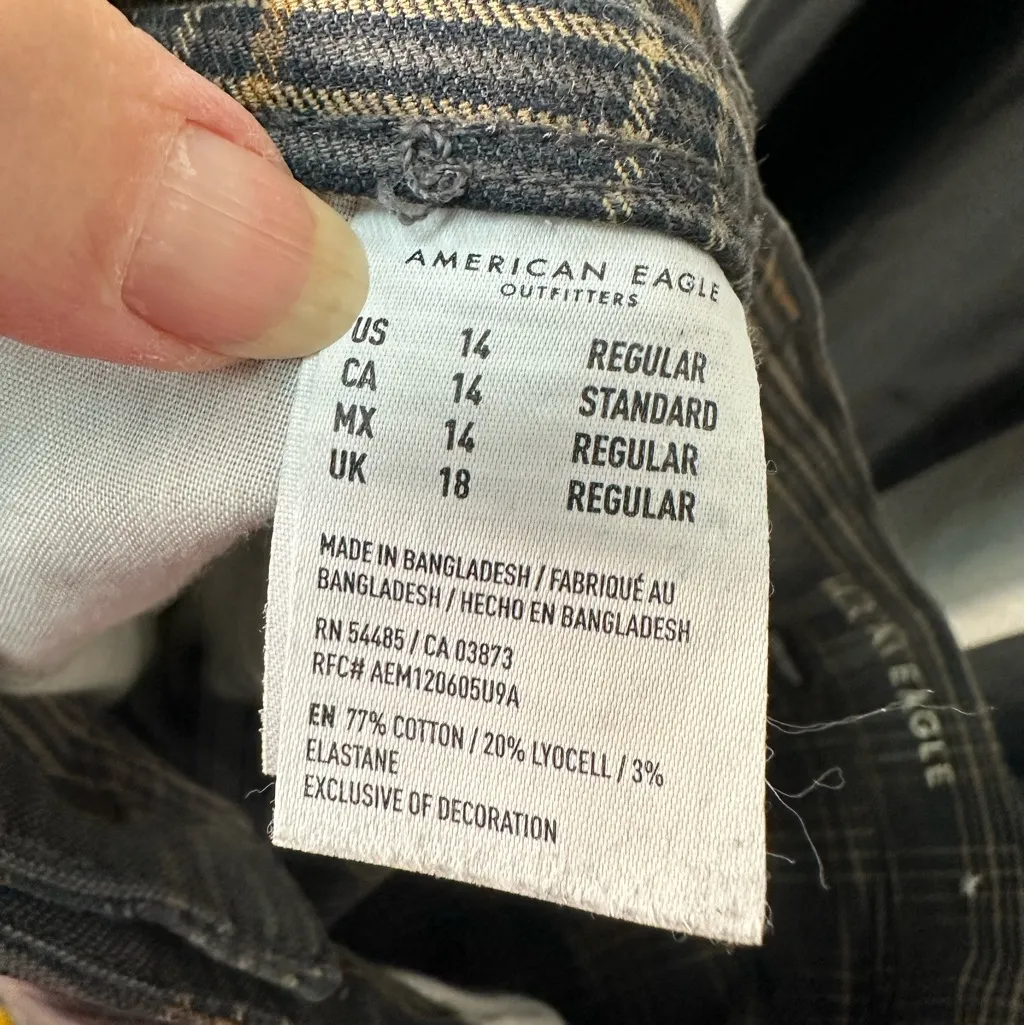 AMERICAN EAGLE
OUTFITTERS
US 14 REGULAR
CA 14 STANDARD
MX 14 REGULAR
UK 18 REGULAR
MADE IN BANGLADESH / FABRIQUÉ AU
BANGLADESH / HECHO EN BANGLADESH
RN 54485 / CA 03873
RFC# AEM120605U9A
EN 77% COTTON / 20% LYOCELL / 3%
ELASTANE
EXCLUSIVE OF DECORATION
EAGLE